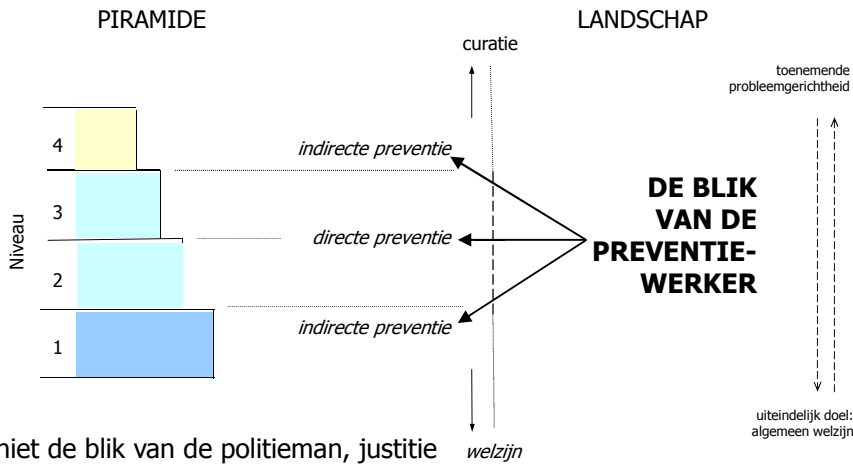 PIRAMIDE
LANDSCHAP
curatie
toenemende
probleemgerichtheid
4
indirecte preventie
3
directe preventie
2
indirecte preventie
1
Niveau
DE BLIK
VAN DE
PREVENTIE-
WERKER
uiteindelijk doel:
algemeen welzijn
niet de blik van de politieman, justitie
welzijn